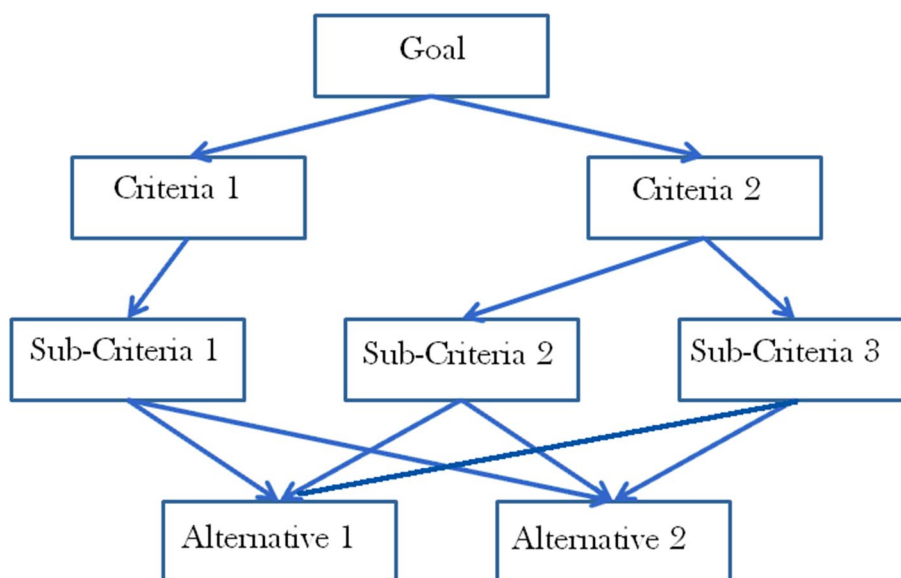 Goal
Criteria 1
Criteria 2
Sub-Criteria 1
Sub-Criteria 2
Sub-Criteria 3
Alternative 1
Alternative 2